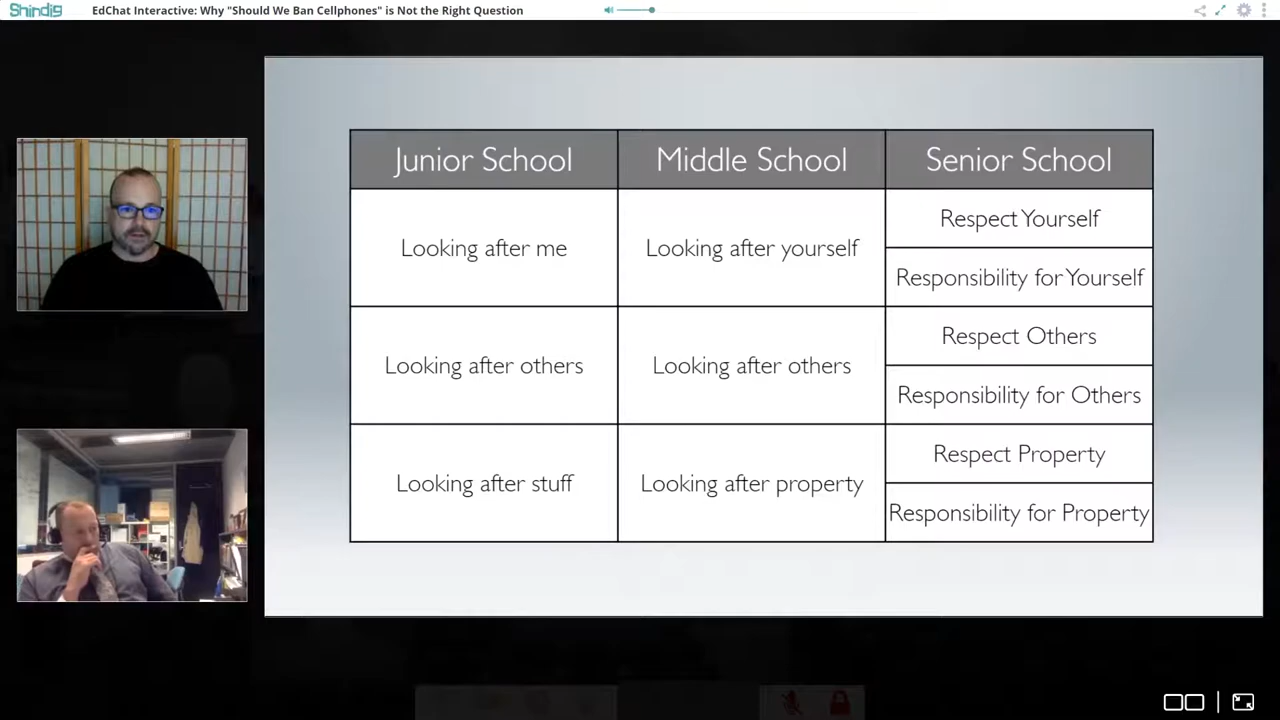 Shindig
EdChat Interactive: Why "Should We Ban Cellphones" is Not the Right Question
Junior School
Middle School
Senior School
Looking after me
Looking after yourself
Respect Yourself
Responsibility for Yourself
Looking after others
Looking after others
Respect Others
Responsibility for Others
Looking after stuff
Looking after property
Respect Property
Responsibility for Property